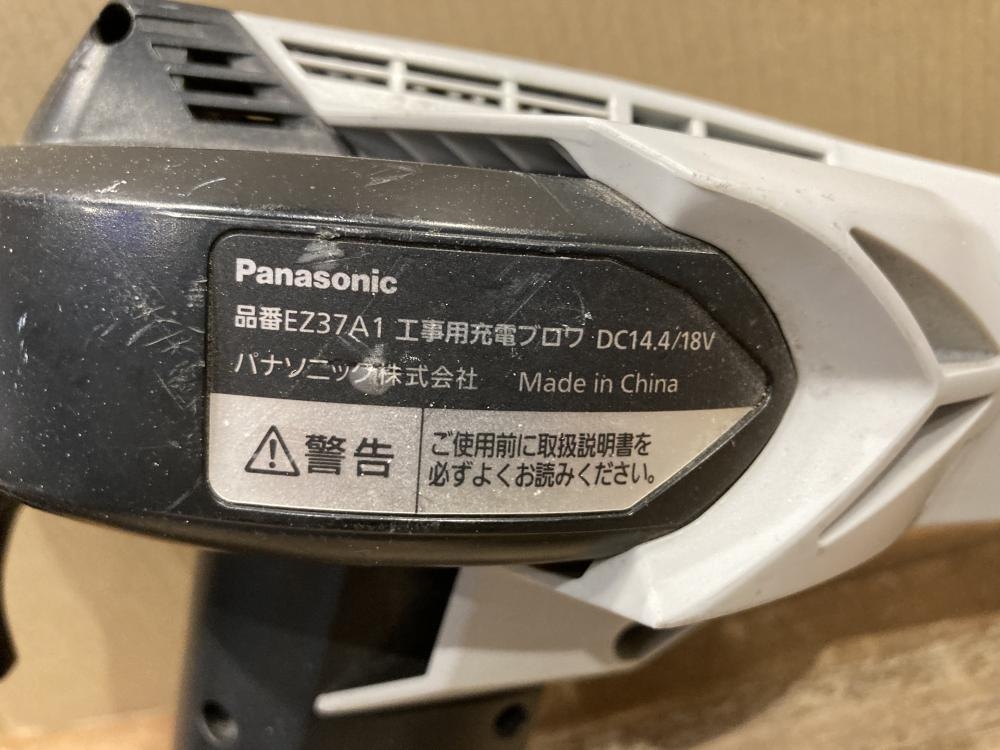 Panasonic
品番EZ37A1 工事用充電ブロワ DC14.4/18V
パナソニック株式会社 Made in China
警告
ご使用前に取扱説明書を
必ずよくお読みください。